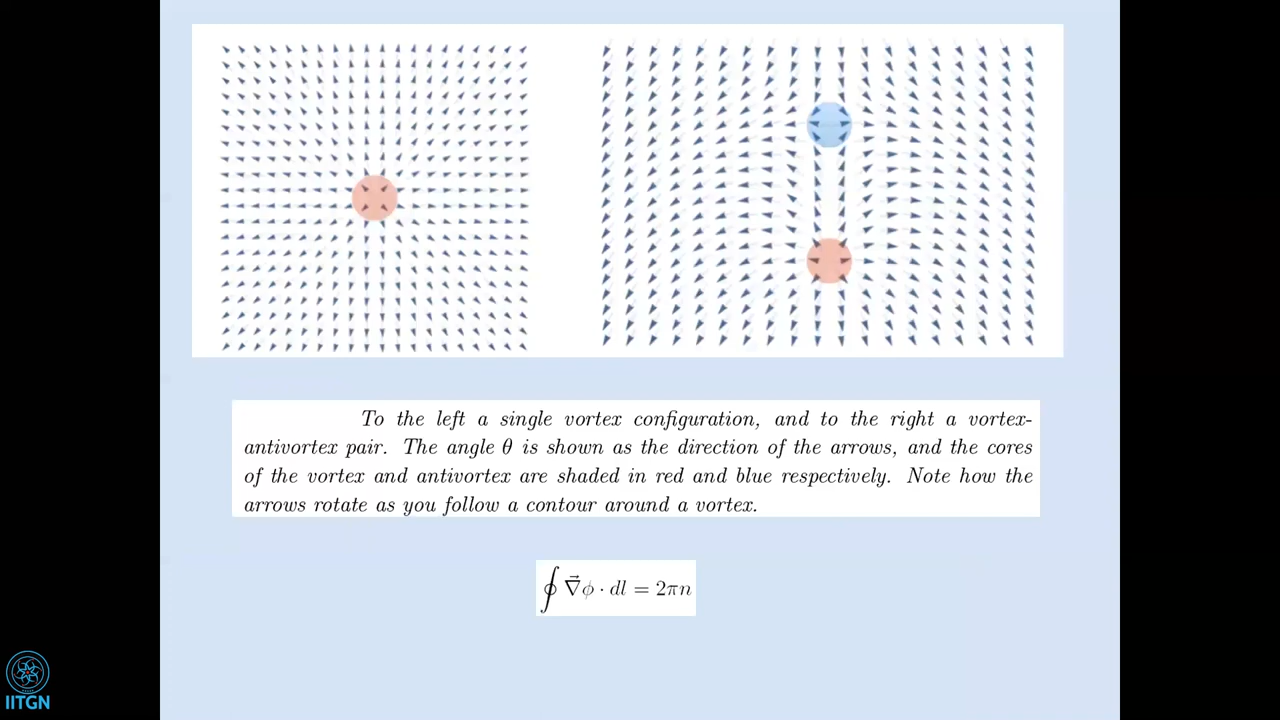 To the left a single vortex configuration, and to the right a vortex-
antivortex pair. The angle θ is shown as the direction of the arrows, and the cores
of the vortex and antivortex are shaded in red and blue respectively. Note how the
arrows rotate as you follow a contour around a vortex.
∮ ∇⃗ϕ · dl = 2πn
IITGN